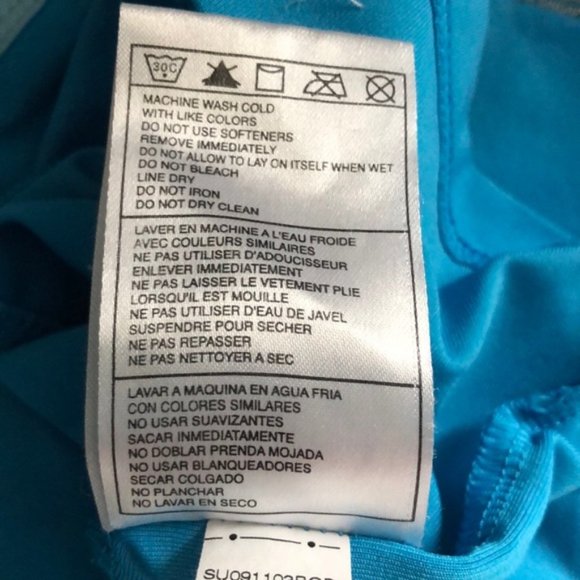 30C
MACHINE WASH COLD
WITH LIKE COLORS
DO NOT USE SOFTENERS
REMOVE IMMEDIATELY
DO NOT ALLOW TO LAY ON ITSELF WHEN WET
DO NOT BLEACH
LINE DRY
DO NOT IRON
DO NOT DRY CLEAN
LAVER EN MACHINE A L'EAU FROIDE
AVEC COULEURS SIMILAIRES
NE PAS UTILISER D'ADOUCISSEUR
ENLEVER IMMEDIATEMENT
NE PAS LAISSER LE VETEMENT PLIE
LORSQU'IL EST MOUILLE
NE PAS UTILISER D'EAU DE JAVEL
SUSPENDRE POUR SECHER
NE PAS REPASSER
NE PAS NETTOYER A SEC
LAVAR A MAQUINA EN AGUA FRIA
CON COLORES SIMILARES
NO USAR SUAVIZANTES
SACAR INMEDIATAMENTE
NO DOBLAR PRENDA MOJADA
NO USAR BLANQUEADORES
SECAR COLGADO
NO PLANCHAR
NO LAVAR EN SECO